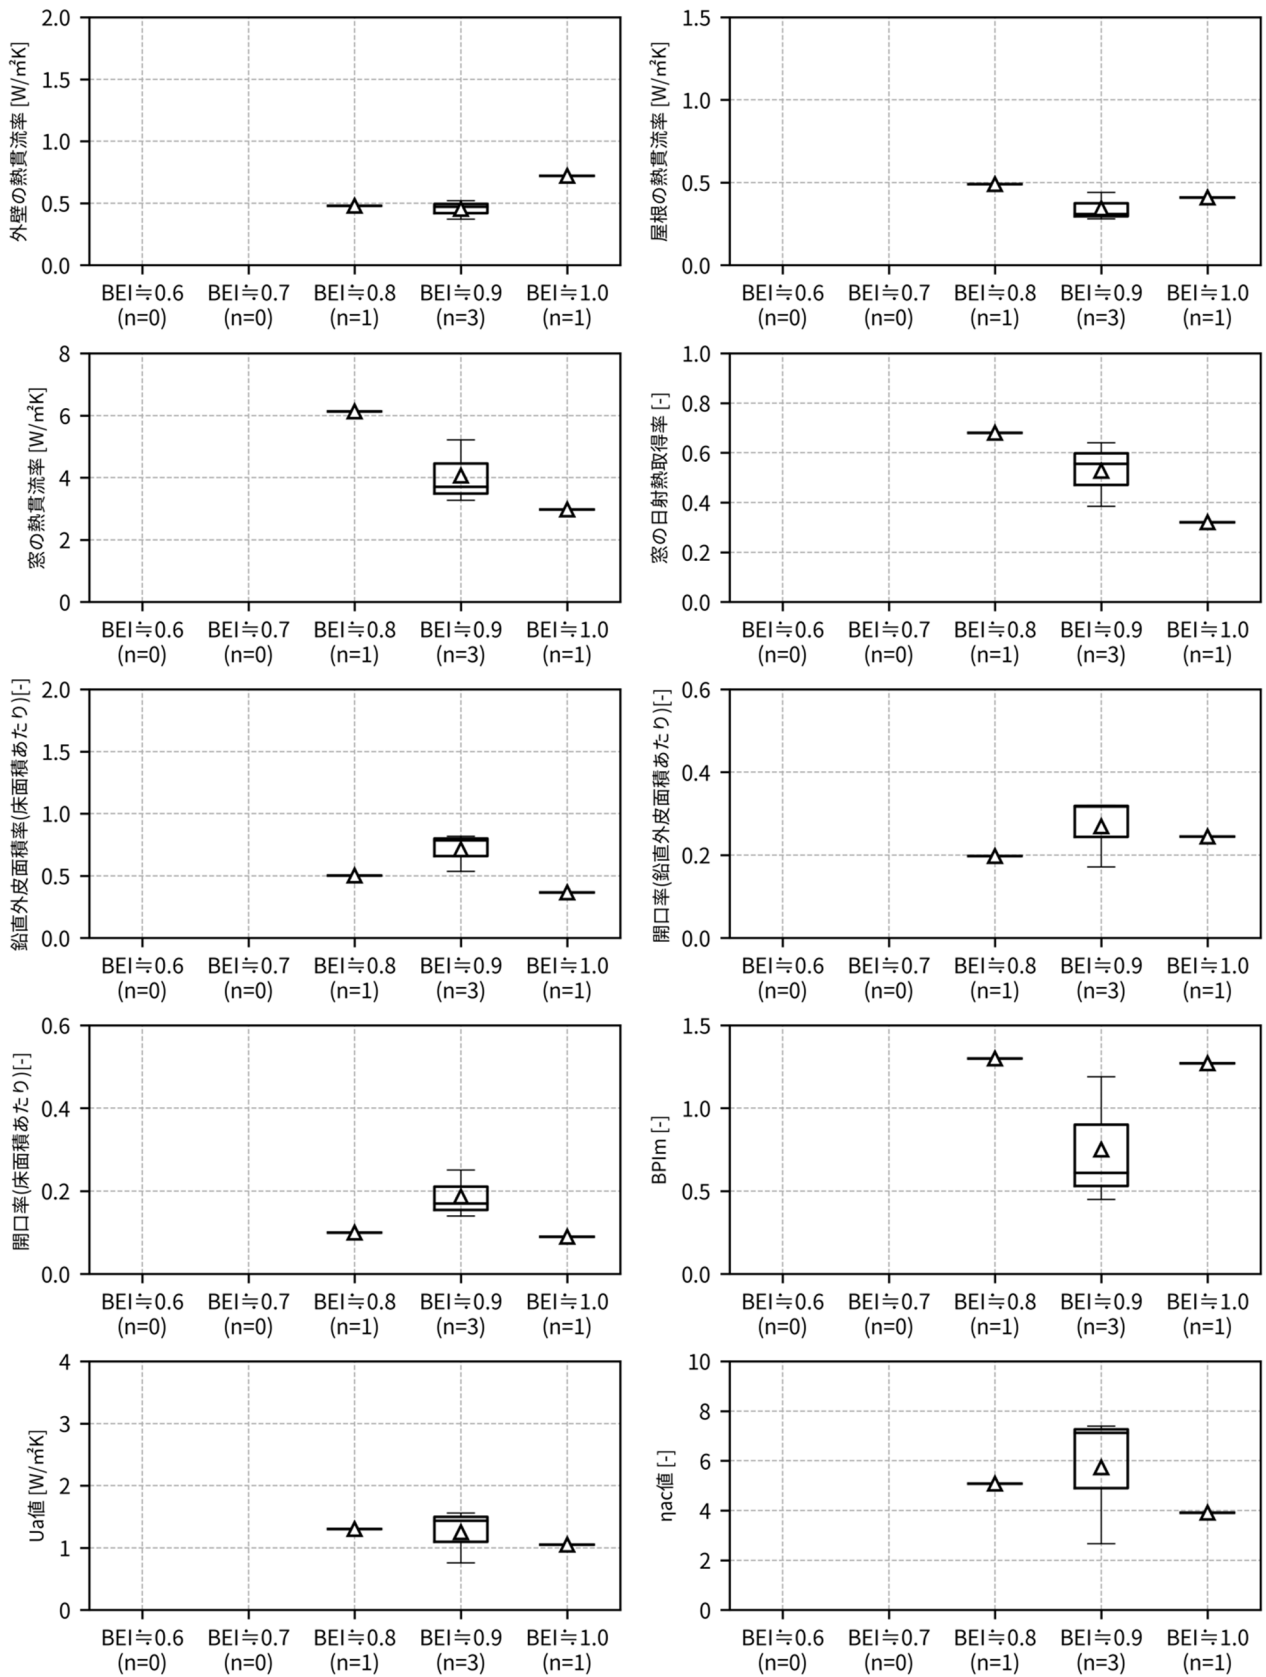 外壁の熱貫流率 [W/㎡K]
2.0
1.5
1.0
0.5
0.0
BEI≒0.6 BEI≒0.7 BEI≒0.8 BEI≒0.9 BEI≒1.0
(n=0) (n=0) (n=1) (n=3) (n=1)
屋根の熱貫流率 [W/㎡K]
1.5
1.0
0.5
0.0
BEI≒0.6 BEI≒0.7 BEI≒0.8 BEI≒0.9 BEI≒1.0
(n=0) (n=0) (n=1) (n=3) (n=1)
窓の熱貫流率 [W/㎡K]
8
6
4
2
0
BEI≒0.6 BEI≒0.7 BEI≒0.8 BEI≒0.9 BEI≒1.0
(n=0) (n=0) (n=1) (n=3) (n=1)
窓の日射熱取得率 [-]
1.0
0.8
0.6
0.4
0.2
0.0
BEI≒0.6 BEI≒0.7 BEI≒0.8 BEI≒0.9 BEI≒1.0
(n=0) (n=0) (n=1) (n=3) (n=1)
鉛直外皮面積率(床面積あたり)[-]
2.0
1.5
1.0
0.5
0.0
BEI≒0.6 BEI≒0.7 BEI≒0.8 BEI≒0.9 BEI≒1.0
(n=0) (n=0) (n=1) (n=3) (n=1)
開口率(鉛直外皮面積あたり)[-]
0.6
0.4
0.2
0.0
BEI≒0.6 BEI≒0.7 BEI≒0.8 BEI≒0.9 BEI≒1.0
(n=0) (n=0) (n=1) (n=3) (n=1)
開口率(床面積あたり)[-]
0.6
0.4
0.2
0.0
BEI≒0.6 BEI≒0.7 BEI≒0.8 BEI≒0.9 BEI≒1.0
(n=0) (n=0) (n=1) (n=3) (n=1)
BPIm [-]
1.5
1.0
0.5
0.0
BEI≒0.6 BEI≒0.7 BEI≒0.8 BEI≒0.9 BEI≒1.0
(n=0) (n=0) (n=1) (n=3) (n=1)
Ua値 [W/㎡K]
4
3
2
1
0
BEI≒0.6 BEI≒0.7 BEI≒0.8 BEI≒0.9 BEI≒1.0
(n=0) (n=0) (n=1) (n=3) (n=1)
ηac値 [-]
10
8
6
4
2
0
BEI≒0.6 BEI≒0.7 BEI≒0.8 BEI≒0.9 BEI≒1.0
(n=0) (n=0) (n=1) (n=3) (n=1)